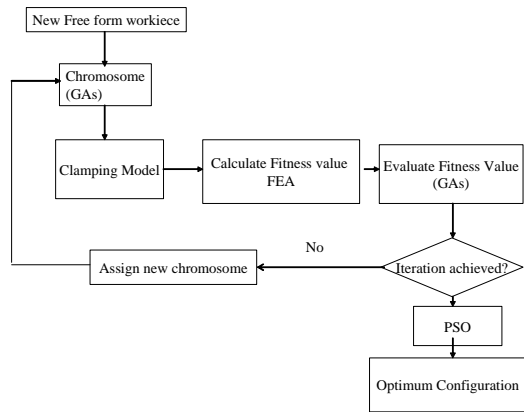 New Free form workiece
Chromosome
(GAs)
Clamping Model
Calculate Fitness value
FEA
Evaluate Fitness Value
(GAs)
No
Assign new chromosome
Iteration achieved?
PSO
Optimum Configuration